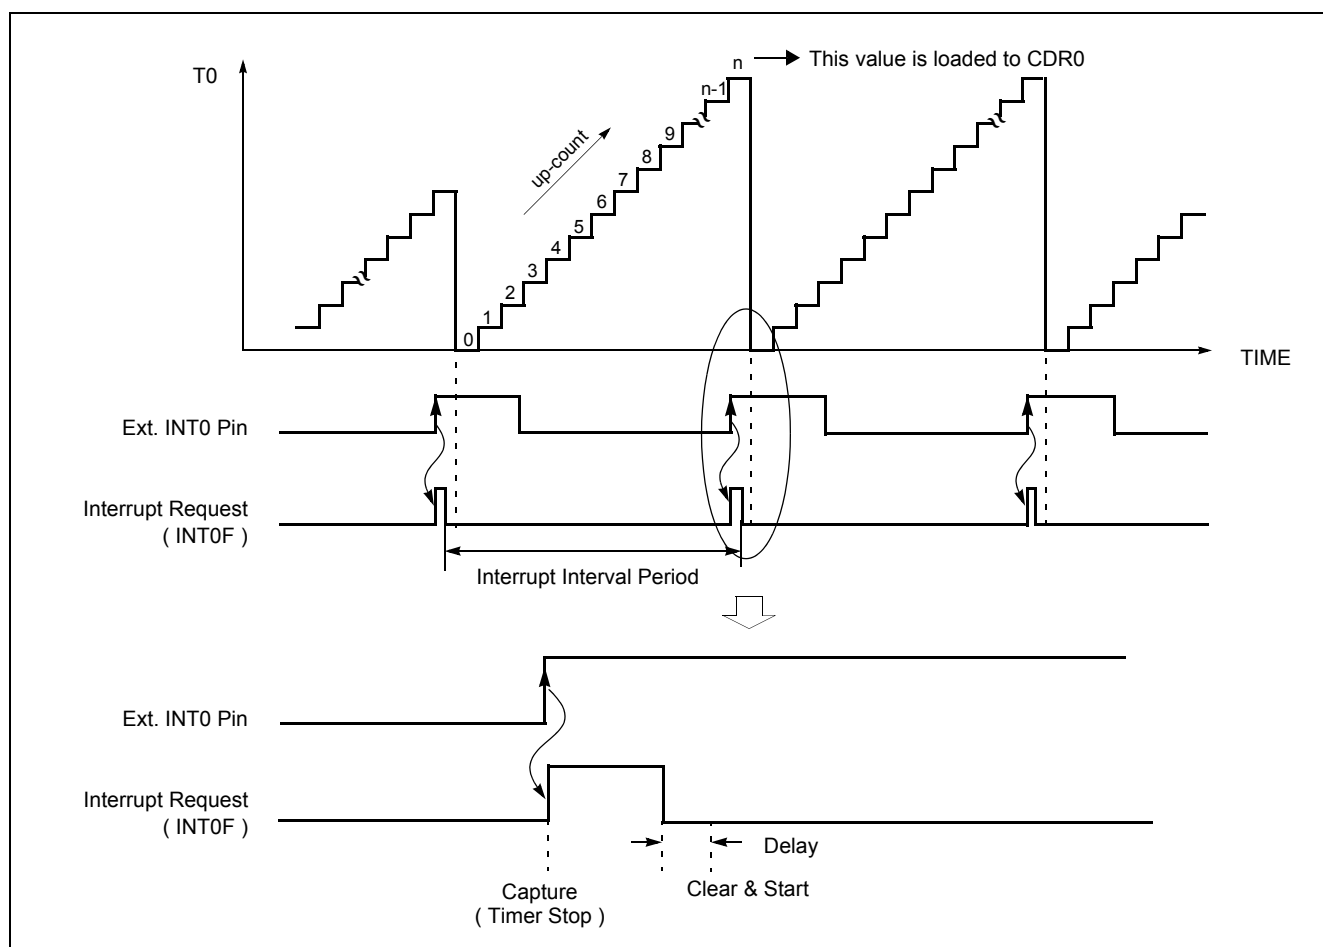 n
This value is loaded to CDR0
T0
n-1
9
8
7
6
5
4
3
2
1
0
up-count
TIME
Ext. INT0 Pin
Interrupt Request
( INT0F )
Interrupt Interval Period
Ext. INT0 Pin
Interrupt Request
( INT0F )
Delay
Clear & Start
Capture
( Timer Stop )